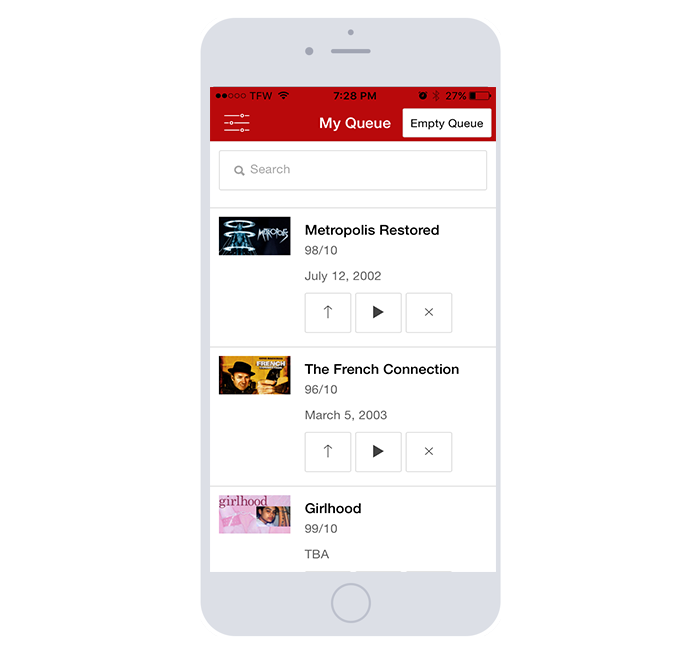 TFW 7:28 PM 27%
My Queue Empty Queue
Search
METROPOLIS
Metropolis Restored
98/10
July 12, 2002
FRENCH
The French Connection
96/10
March 5, 2003
girlhood
Girlhood
99/10
TBA